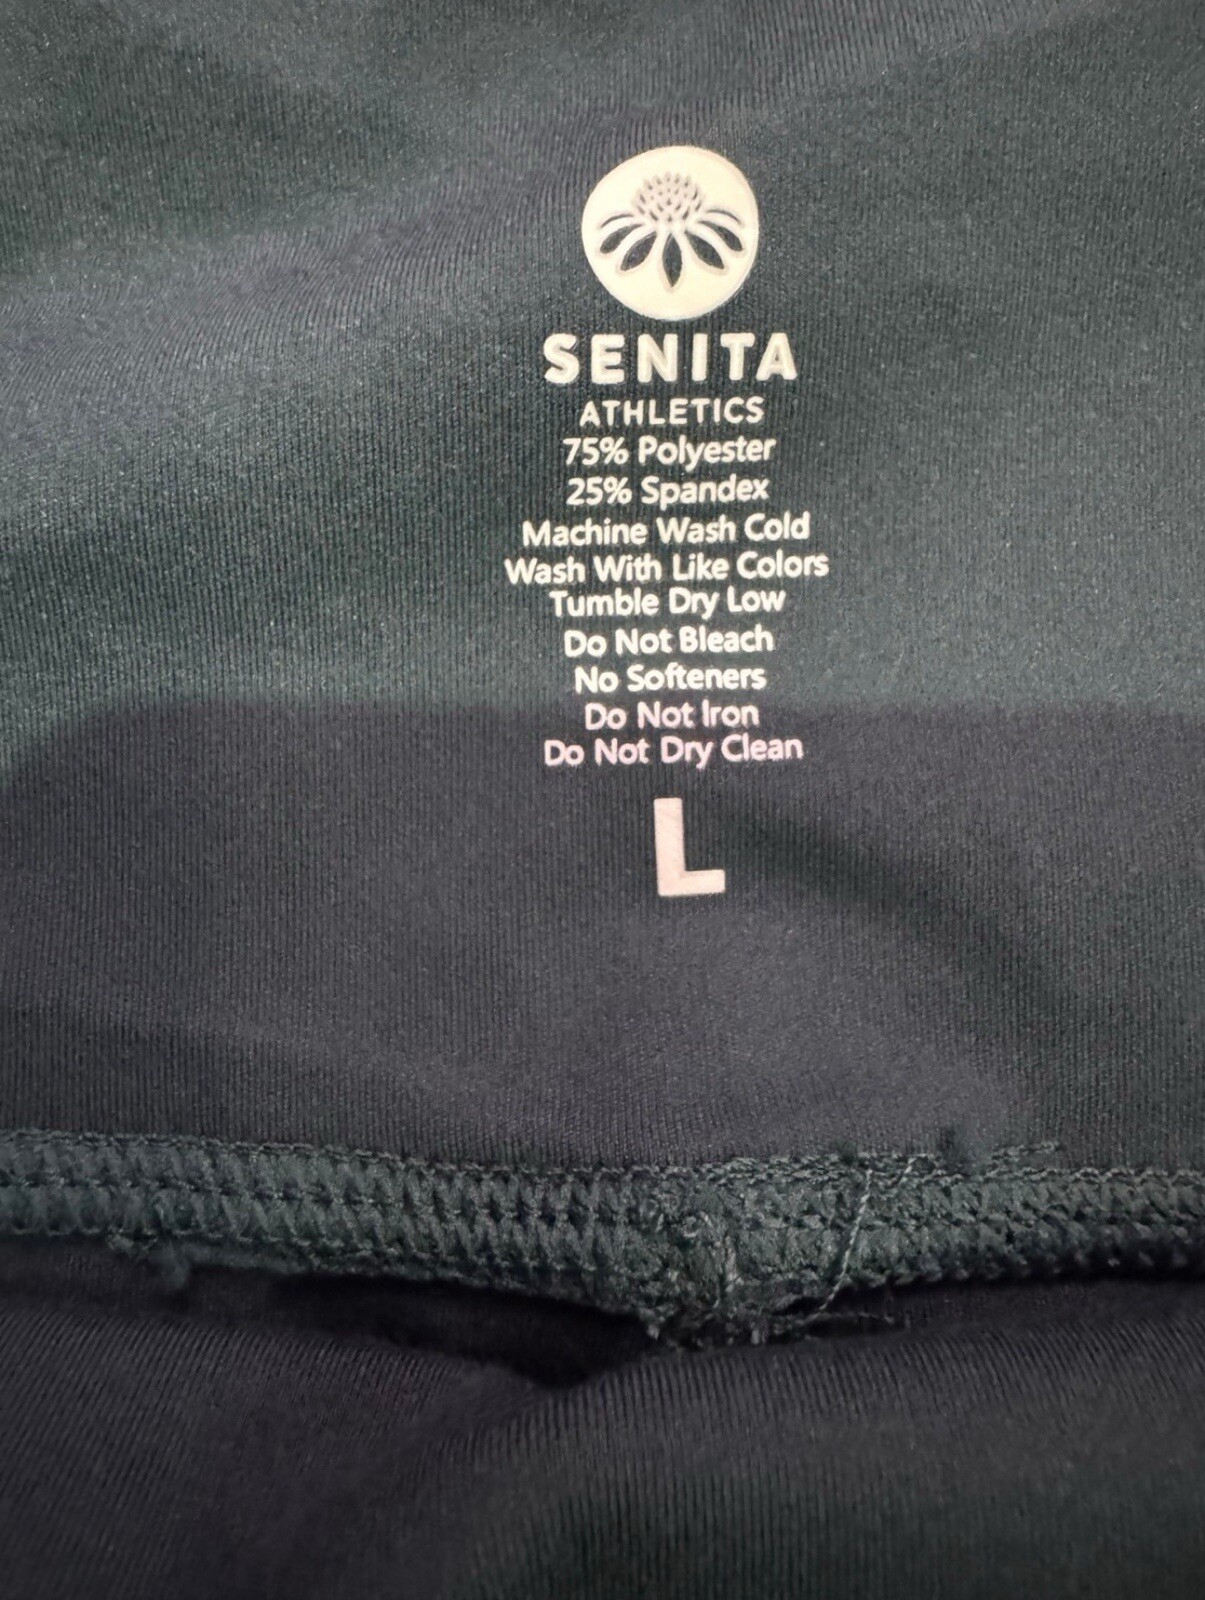 SENITA
ATHLETICS
75% Polyester
25% Spandex
Machine Wash Cold
Wash With Like Colors
Tumble Dry Low
Do Not Bleach
No Softeners
Do Not Iron
Do Not Dry Clean
L